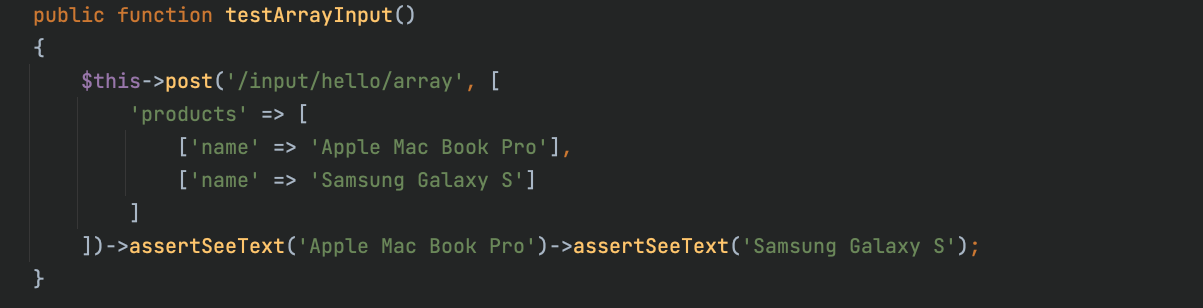 public function testArrayInput()
{
    $this->post('/input/hello/array', [
        'products' => [
            ['name' => 'Apple Mac Book Pro'],
            ['name' => 'Samsung Galaxy S']
        ]
    ])->assertSeeText('Apple Mac Book Pro')->assertSeeText('Samsung Galaxy S');
}